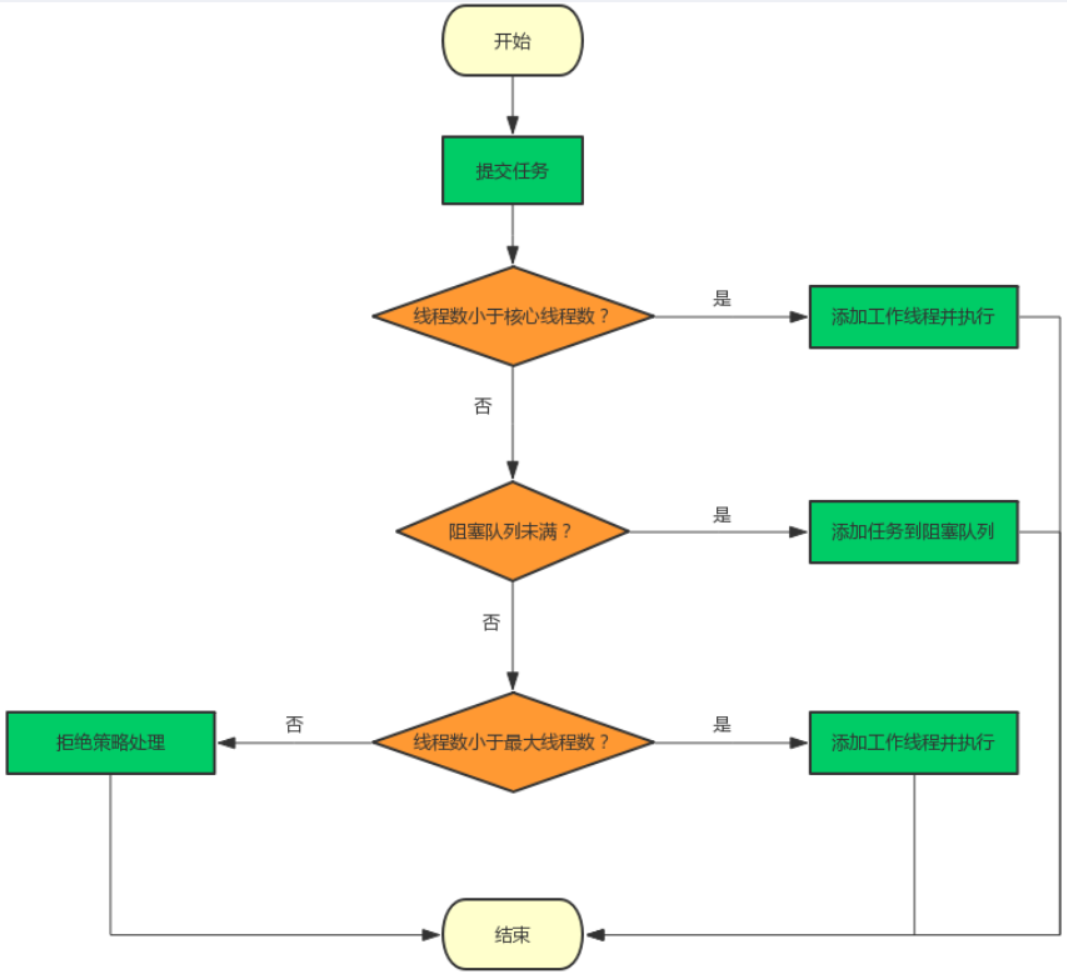 开始
提交任务
线程数小于核心线程数？
是
添加工作线程并执行
否
阻塞队列未满？
是
添加任务到阻塞队列
否
拒绝策略处理
否
线程数小于最大线程数？
是
添加工作线程并执行
结束